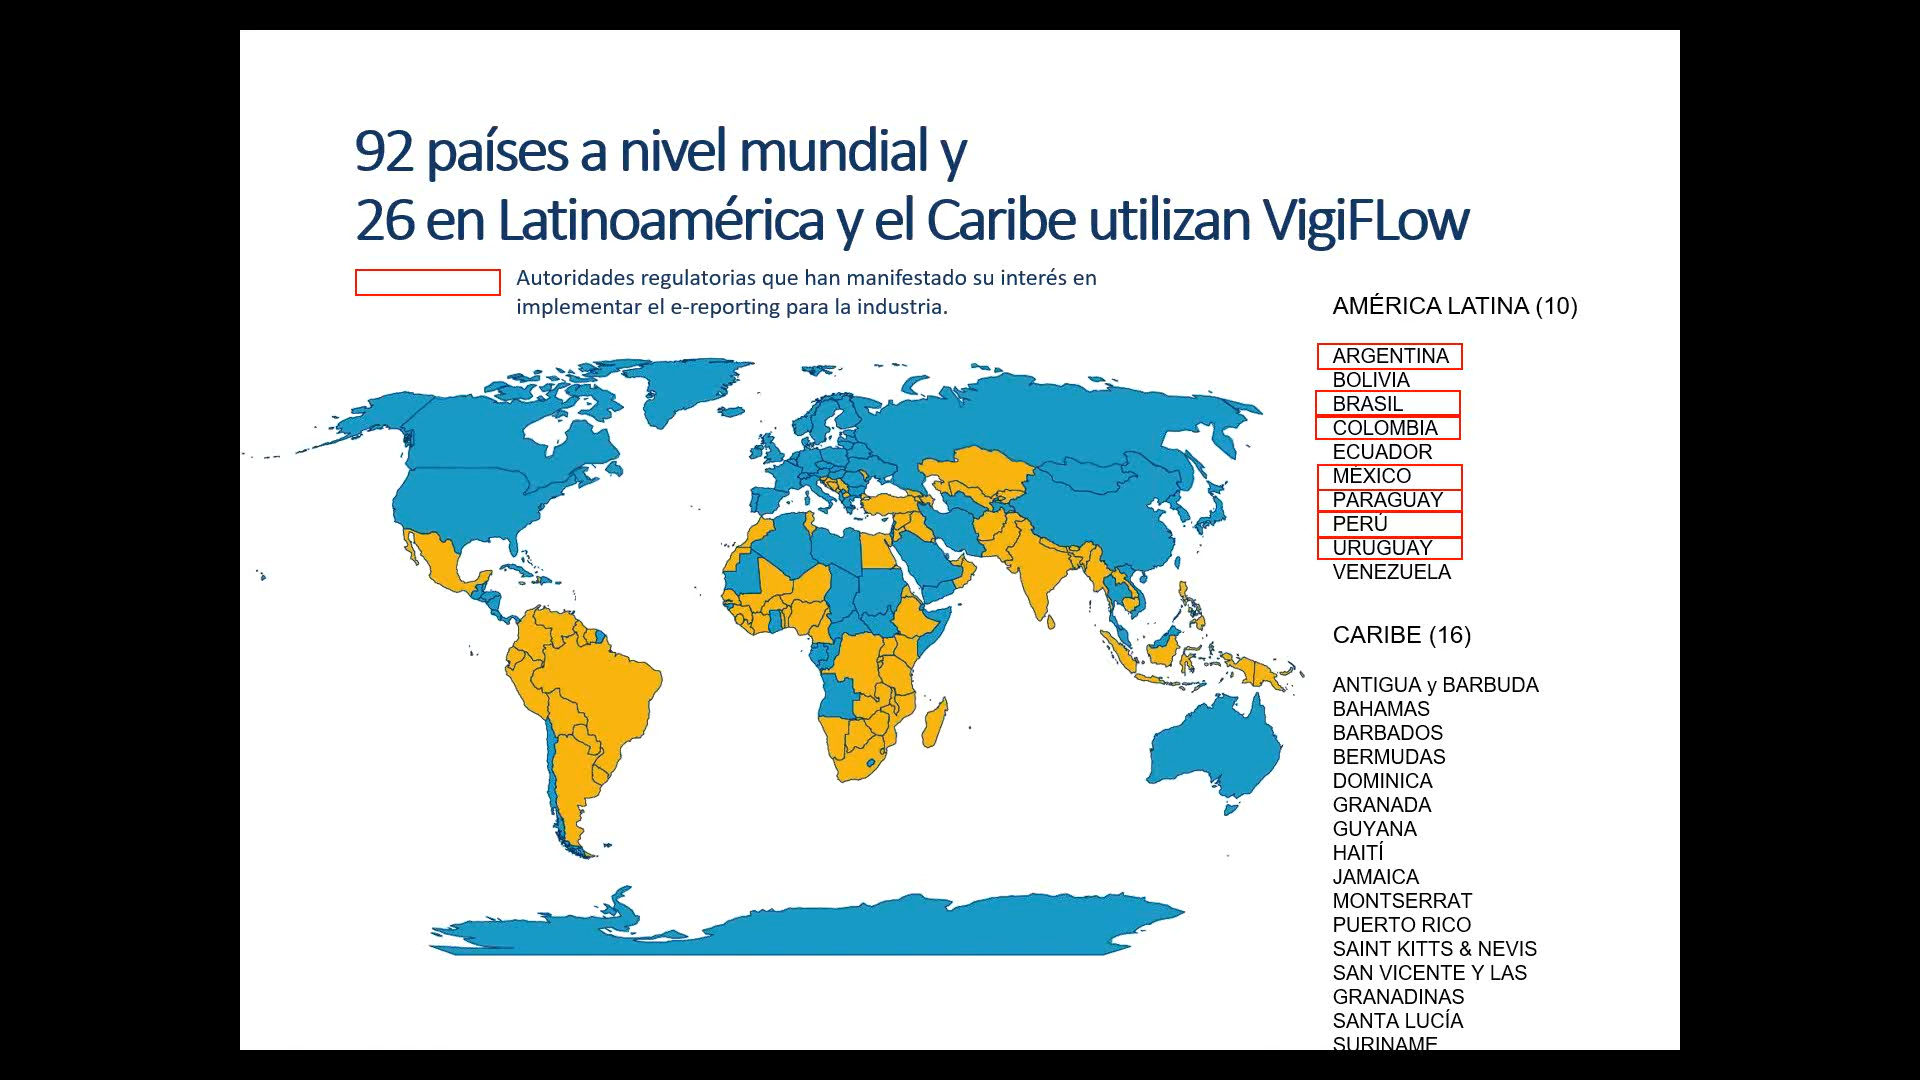 92 países a nivel mundial y
26 en Latinoamérica y el Caribe utilizan VigiFLow
Autoridades regulatorias que han manifestado su interés en
implementar el e-reporting para la industria.
AMÉRICA LATINA (10)
ARGENTINA
BOLIVIA
BRASIL
COLOMBIA
ECUADOR
MÉXICO
PARAGUAY
PERÚ
URUGUAY
VENEZUELA
CARIBE (16)
ANTIGUA y BARBUDA
BAHAMAS
BARBADOS
BERMUDAS
DOMINICA
GRANADA
GUYANA
HAITÍ
JAMAICA
MONTSERRAT
PUERTO RICO
SAINT KITTS & NEVIS
SAN VICENTE Y LAS
GRANADINAS
SANTA LUCÍA
SURINAME